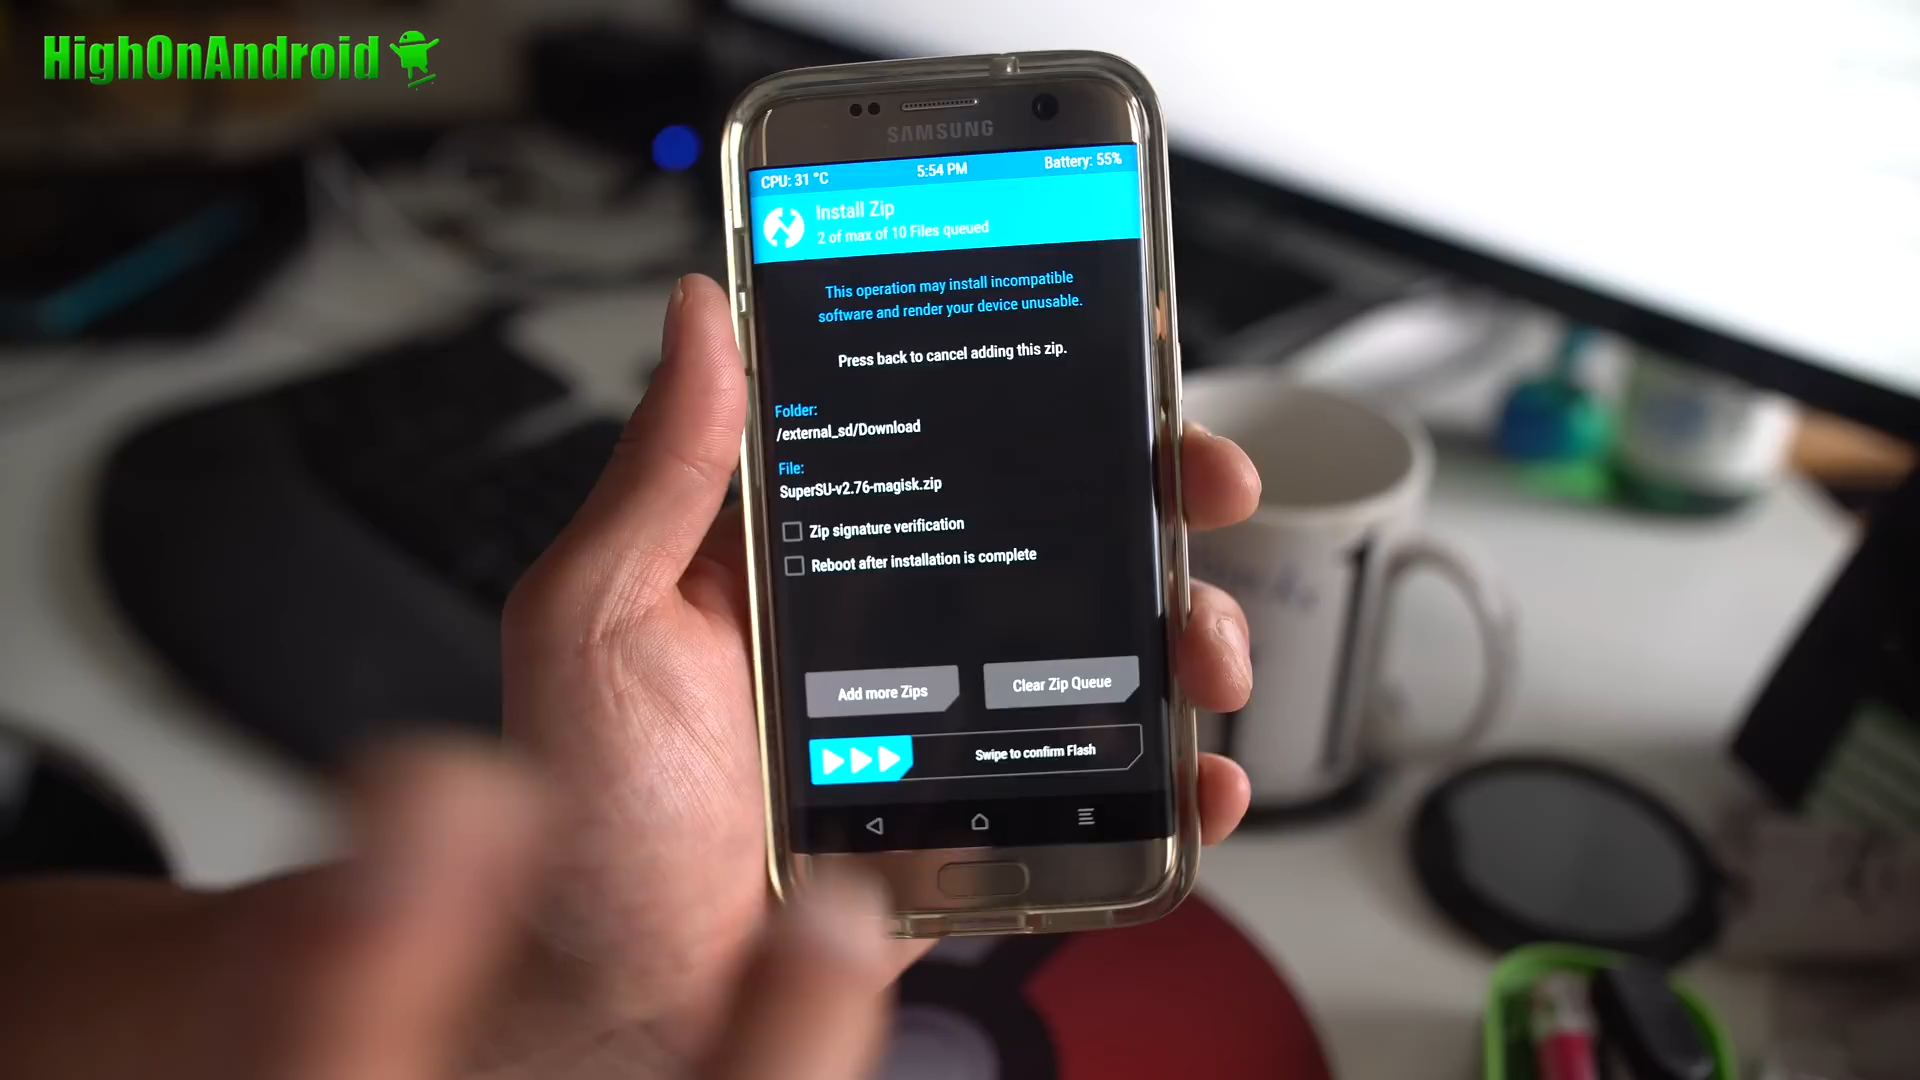 HighOnAndroid
SAMSUNG
CPU: 31 °C 5:54 PM Battery: 55%
Install Zip
2 of max of 10 Files queued
This operation may install incompatible
software and render your device unusable.
Press back to cancel adding this zip.
Folder:
/external_sd/Download
File:
SuperSU-v2.76-magisk.zip
Zip signature verification
Reboot after installation is complete
Add more Zips
Clear Zip Queue
Swipe to confirm Flash